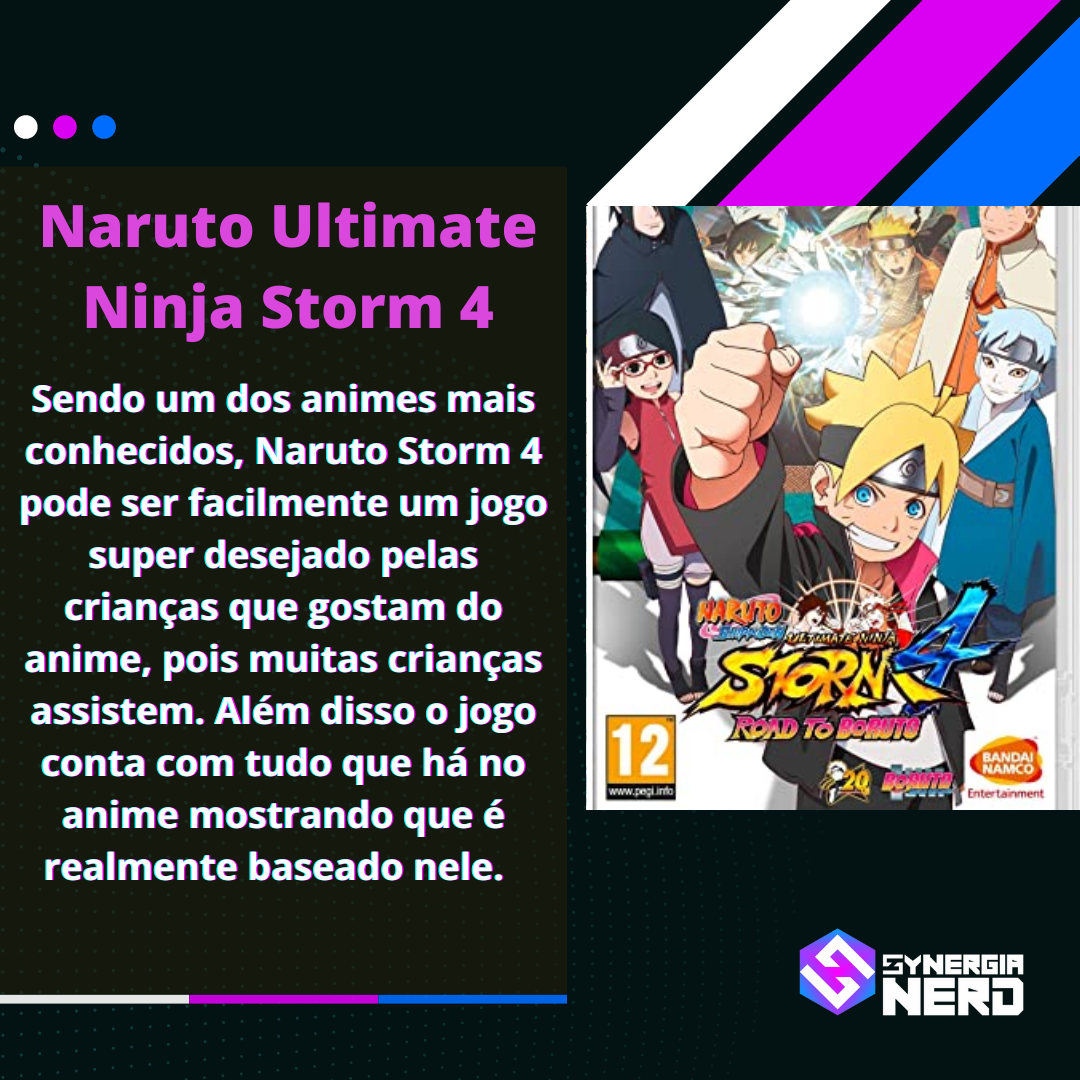 Naruto Ultimate
Ninja Storm 4
Sendo um dos animes mais
conhecidos, Naruto Storm 4
pode ser facilmente um jogo
super desejado pelas
crianças que gostam do
anime, pois muitas crianças
assistem. Além disso o jogo
conta com tudo que há no
anime mostrando que é
realmente baseado nele.
NARUTO
SHIPPUDEN
ULTIMATE NINJA
STORM 4
ROAD TO BORUTO
12
www.pegi.info
20
BORUTO
BANDAI
NAMCO
Entertainment
SYNERGIA
NERD